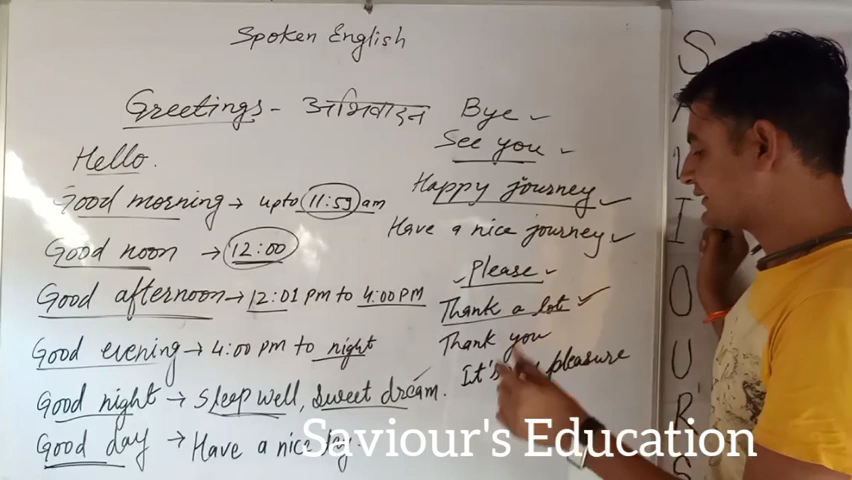 Spoken English
Greetings - अभिवादन
Hello.
Good morning → upto 11:59 am
Good noon → 12:00
Good afternoon → 12:01 PM to 4:00 PM
Good evening → 4:00 pm to night
Good night → Sleep well, sweet dream.
Good day → Have a nice day.
Bye ✓
See you ✓
Happy journey ✓
Have a nice journey ✓
Please ✓
Thank a lot ✓
Thank you
It's pleasure
SAVIOUR'S
Saviour's Education